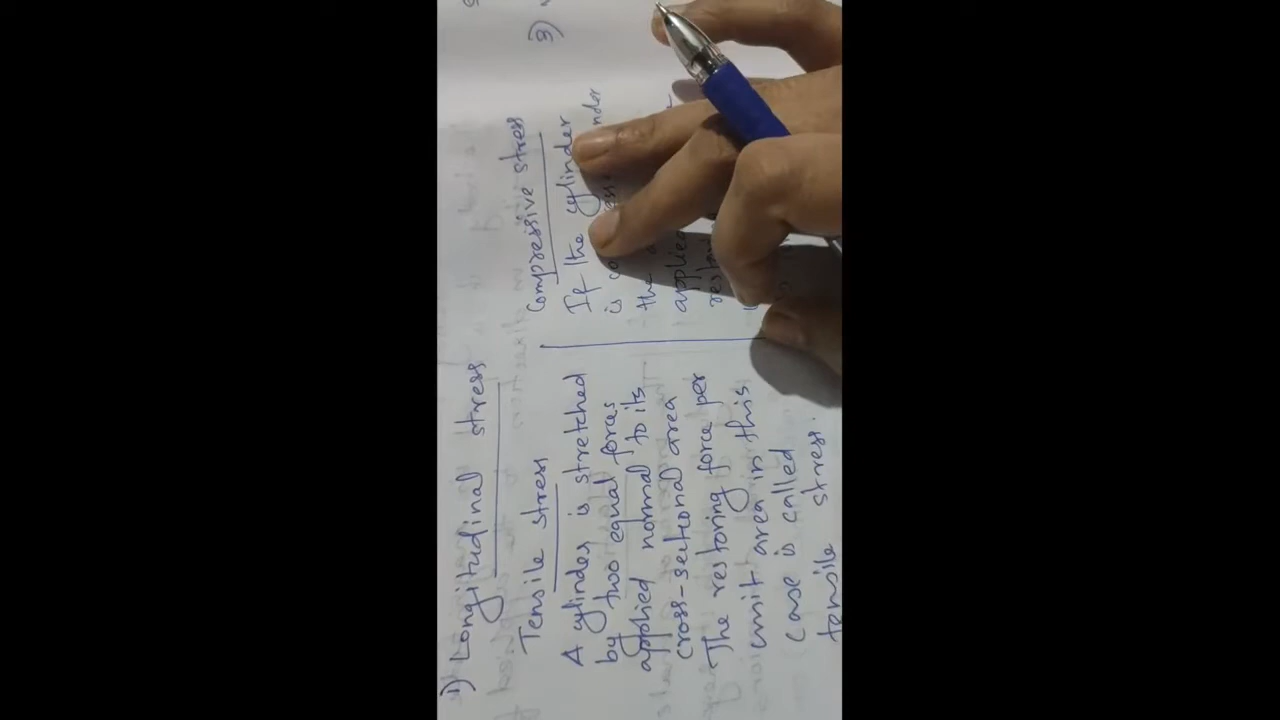 1) Longitudinal stress
Tensile stress
A cylinder is stretched
by two equal forces
applied normal to its
cross-sectional area
The restoring force per
unit area in this
case is called
tensile stress.
Compressive stress
If the cylinder
is
the
applied
3)